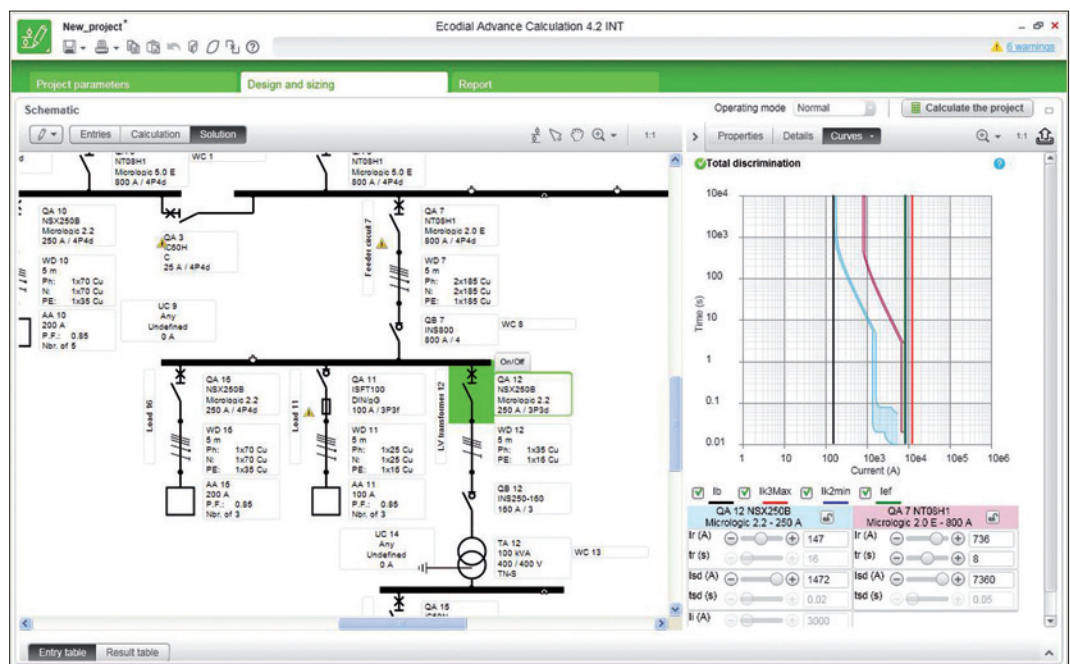 New_project*
Ecodial Advance Calculation 4.2 INT
6 warnings
Project parameters
Design and sizing
Report
Schematic
Operating mode Normal
Calculate the project
Entries Calculation Solution
1:1
Properties Details Curves
1:1
NT08H1
Micrologic 5.0 E
800 A / 4P4d
WC 1
NT08H1
Micrologic 5.0 E
800 A / 4P4d
QA 10
NSX250B
Micrologic 2.2
250 A / 4P4d
WD 10
5 m
Ph: 1x70 Cu
N: 1x70 Cu
PE: 1x35 Cu
AA 10
200 A
P.F.: 0.85
Nbr. of 5
QA 3
iC60H
C
25 A / 4P4d
UC 9
Any
Undefined
0 A
Feeder circuit 7
QA 7
NT08H1
Micrologic 2.0 E
800 A / 4P4d
WD 7
5 m
Ph: 2x185 Cu
N: 2x185 Cu
PE: 1x185 Cu
QB 7
INS800
800 A / 4
WC 8
On/Off
Load 16
QA 16
NSX250B
Micrologic 2.2
250 A / 4P4d
WD 16
5 m
Ph: 1x70 Cu
N: 1x70 Cu
PE: 1x35 Cu
AA 15
200 A
P.F.: 0.85
Nbr. of 3
Load 11
QA 11
ISFT100
DIN/gG
100 A / 3P3f
WD 11
5 m
Ph: 1x25 Cu
N: 1x25 Cu
PE: 1x16 Cu
AA 11
100 A
P.F.: 0.85
Nbr. of 3
LV transformer 12
QA 12
NSX250B
Micrologic 2.2
250 A / 3P3d
WD 12
5 m
Ph: 1x35 Cu
PE: 1x16 Cu
QB 12
INS250-160
160 A / 3
UC 14
Any
Undefined
0 A
TA 12
100 kVA
400 / 400 V
TN-S
WC 13
QA 15
Total discrimination
10e4
10e3
100
10
1
0.1
0.01
Time (s)
1 10 100 10e3 10e4 10e5 10e6
Current (A)
Ib Ik3Max Ik2min Ief
QA 12 NSX250B
Micrologic 2.2 - 250 A
QA 7 NT08H1
Micrologic 2.0 E - 800 A
Ir (A) 147
Ir (A) 736
tr (s) 16
tr (s) 8
Isd (A) 1472
Isd (A) 7360
tsd (s) 0.02
tsd (s) 0.05
Ii (A) 3000
Entry table Result table